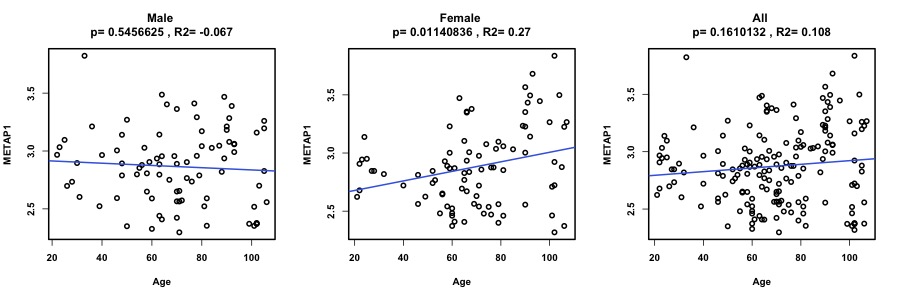 Male
p= 0.5456625 , R2= -0.067
METAP1
3.5
3.0
2.5
20 40 60 80 100
Age
Female
p= 0.01140836 , R2= 0.27
METAP1
3.5
3.0
2.5
20 40 60 80 100
Age
All
p= 0.1610132 , R2= 0.108
METAP1
3.5
3.0
2.5
20 40 60 80 100
Age